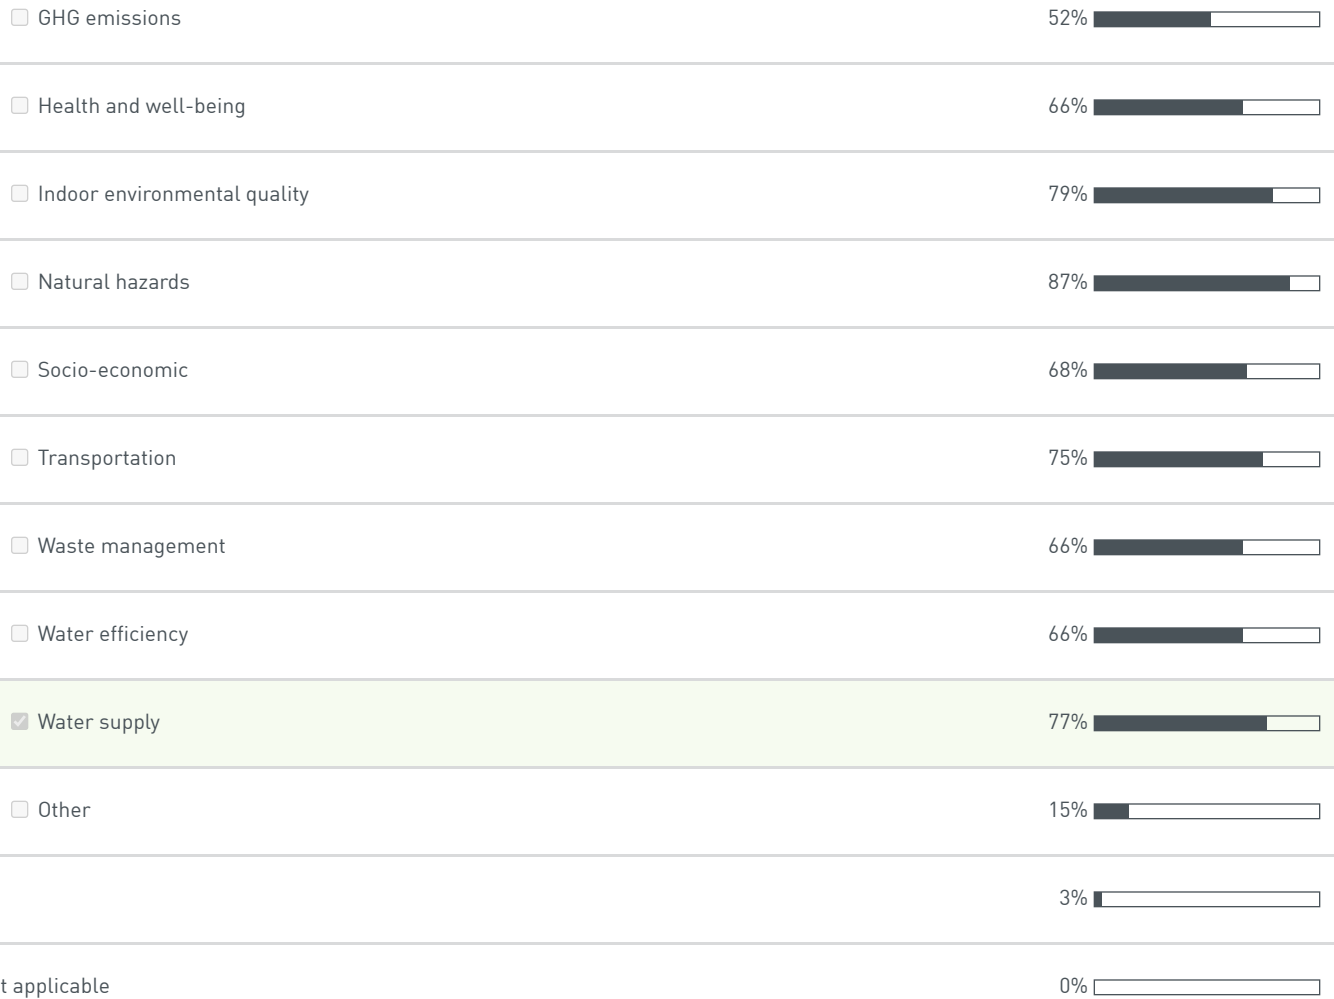 GHG emissions 52%
Health and well-being 66%
Indoor environmental quality 79%
Natural hazards 87%
Socio-economic 68%
Transportation 75%
Waste management 66%
Water efficiency 66%
Water supply 77%
Other 15%
3%
t applicable 0%